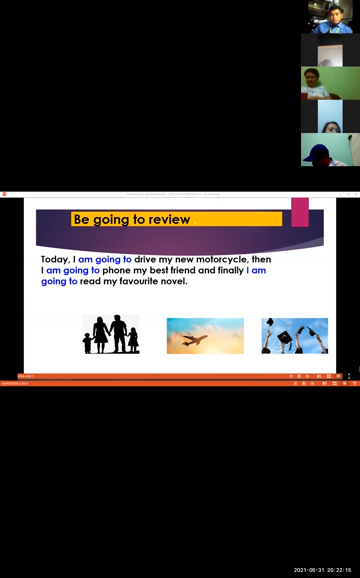 Be going to review
Today, I am going to drive my new motorcycle, then
I am going to phone my best friend and finally I am
going to read my favourite novel.
2021-05-31 20:22:15